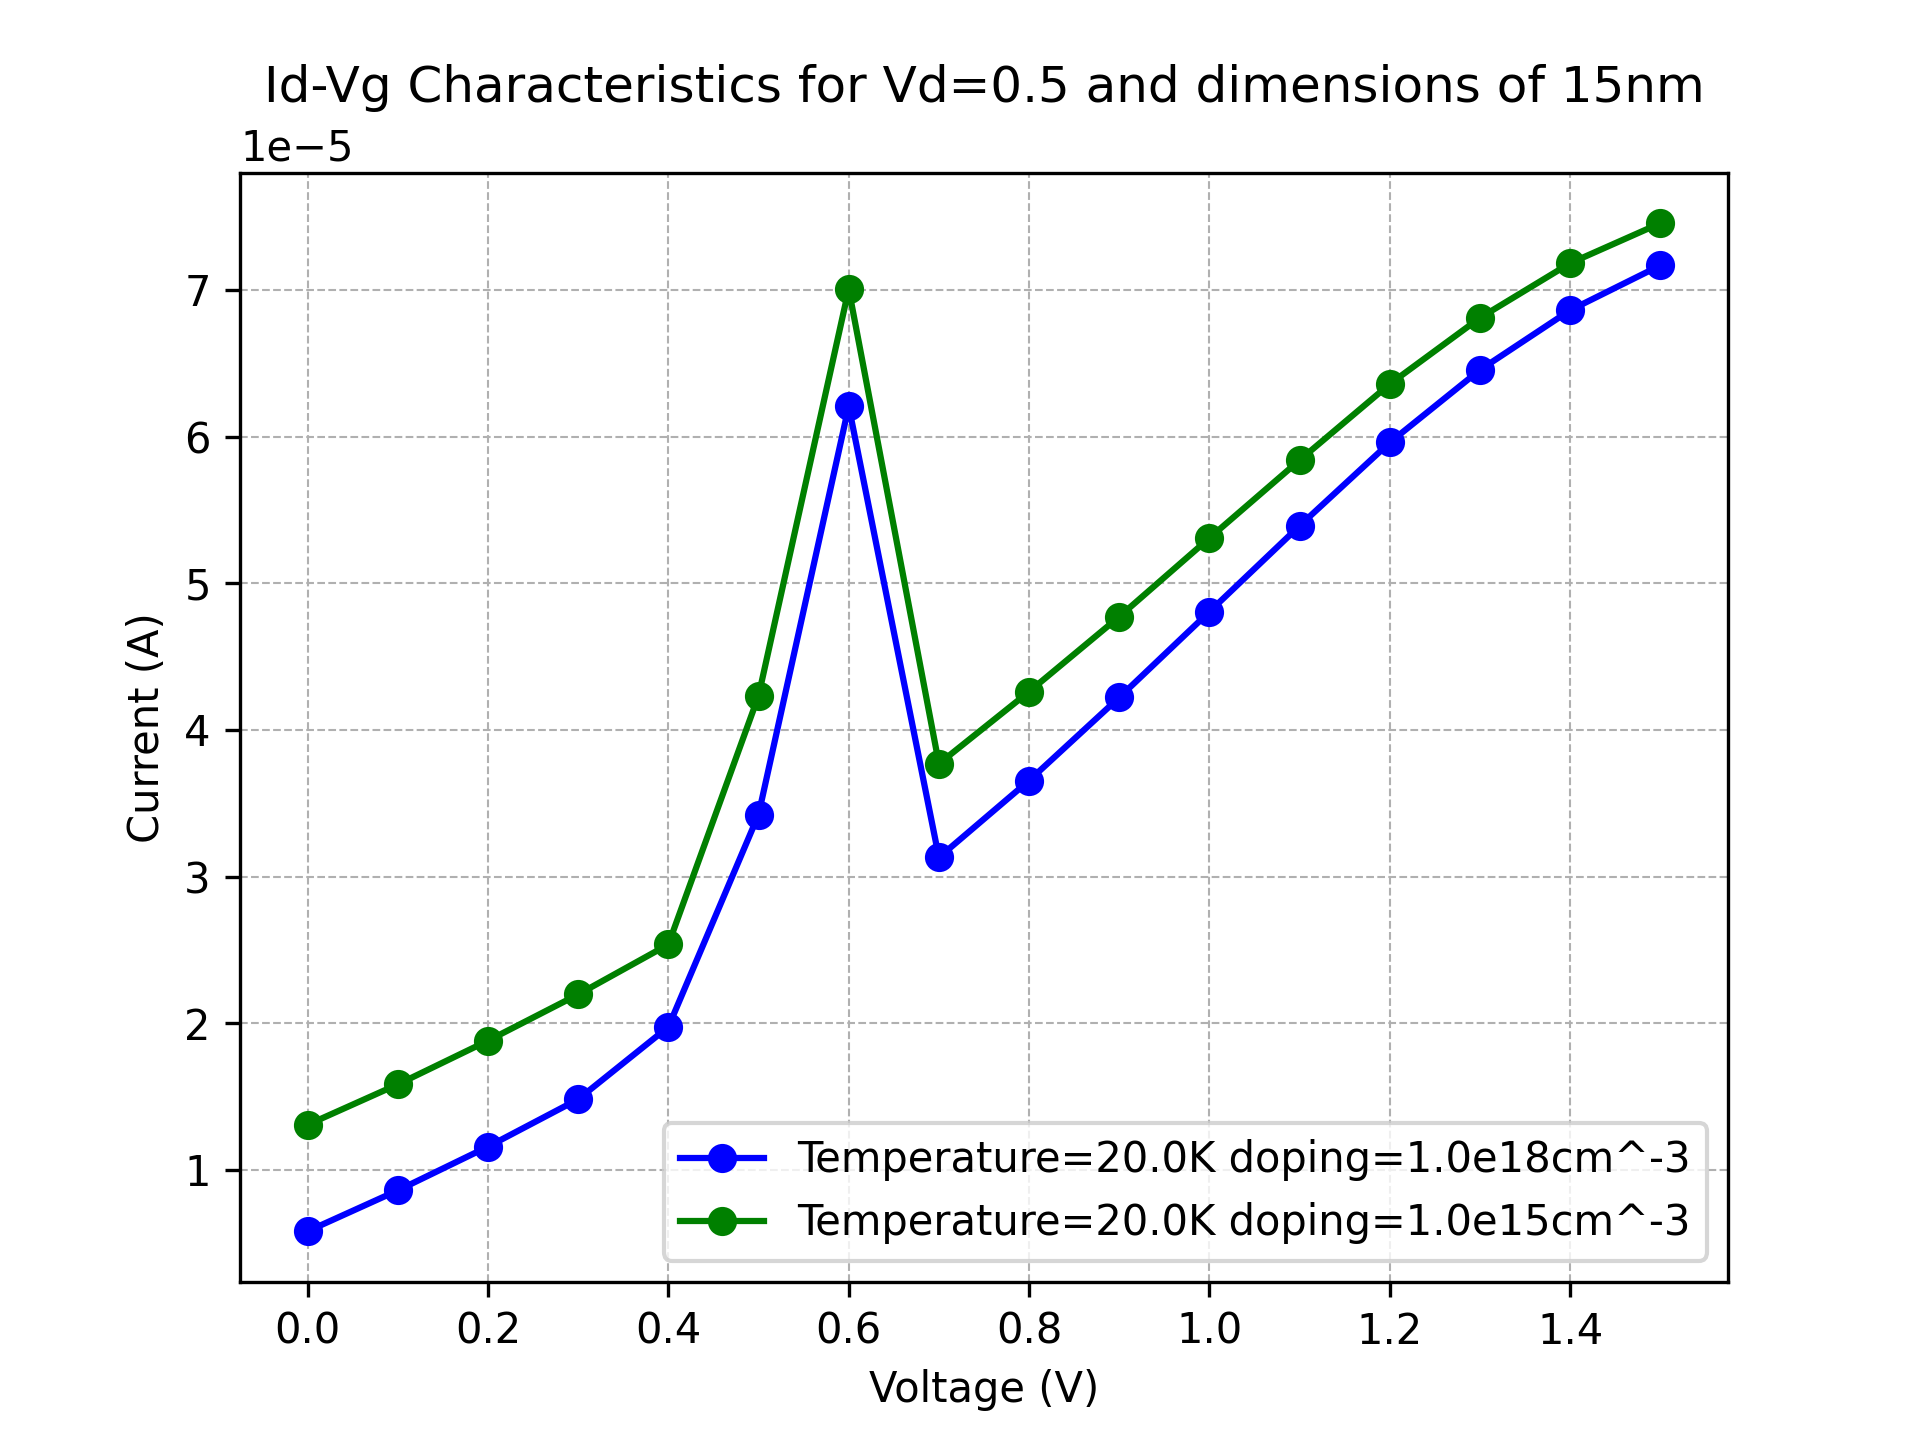 Id-Vg Characteristics for Vd=0.5 and dimensions of 15nm
1e−5
7
6
5
4
3
2
1
Current (A)
Temperature=20.0K doping=1.0e18cm^-3
Temperature=20.0K doping=1.0e15cm^-3
0.0 0.2 0.4 0.6 0.8 1.0 1.2 1.4
Voltage (V)